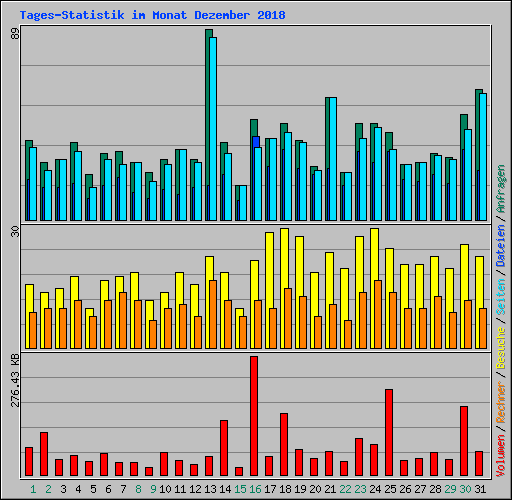 Tages-Statistik im Monat Dezember 2018
89
30
276.43 KB
Volumen / Rechner / Besuche / Seiten / Dateien / Anfragen
1 2 3 4 5 6 7 8 9 10 11 12 13 14 15 16 17 18 19 20 21 22 23 24 25 26 27 28 29 30 31